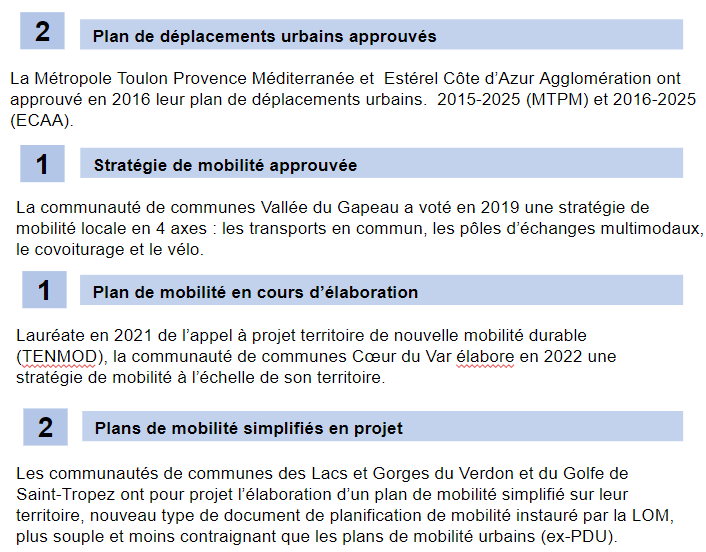 2 Plan de déplacements urbains approuvés
La Métropole Toulon Provence Méditerranée et Estérel Côte d'Azur Agglomération ont
approuvé en 2016 leur plan de déplacements urbains. 2015-2025 (MTPM) et 2016-2025
(ECAA).
1 Stratégie de mobilité approuvée
La communauté de communes Vallée du Gapeau a voté en 2019 une stratégie de
mobilité locale en 4 axes : les transports en commun, les pôles d'échanges multimodaux,
le covoiturage et le vélo.
1 Plan de mobilité en cours d'élaboration
Lauréate en 2021 de l'appel à projet territoire de nouvelle mobilité durable
(TENMOD), la communauté de communes Cœur du Var élabore en 2022 une
stratégie de mobilité à l'échelle de son territoire.
2 Plans de mobilité simplifiés en projet
Les communautés de communes des Lacs et Gorges du Verdon et du Golfe de
Saint-Tropez ont pour projet l'élaboration d'un plan de mobilité simplifié sur leur
territoire, nouveau type de document de planification de mobilité instauré par la LOM,
plus souple et moins contraignant que les plans de mobilité urbains (ex-PDU).